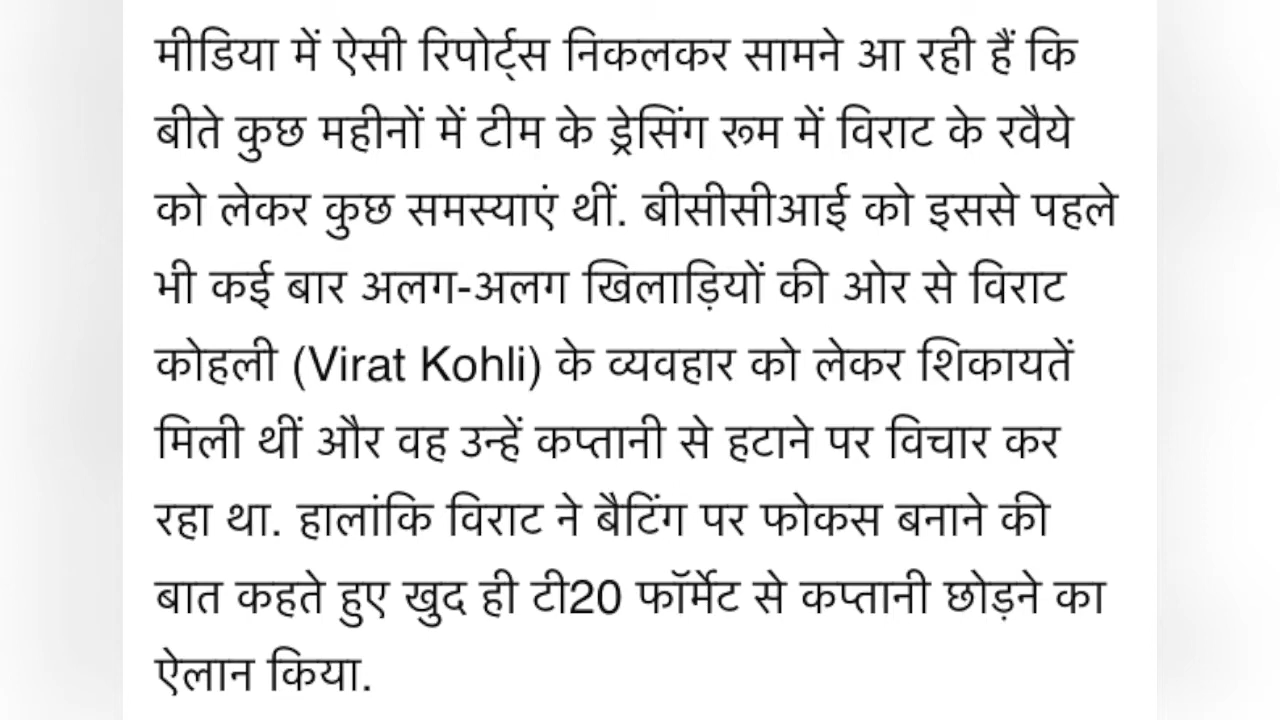 मीडिया में ऐसी रिपोर्ट्स निकलकर सामने आ रही हैं कि
बीते कुछ महीनों में टीम के ड्रेसिंग रूम में विराट के रवैये
को लेकर कुछ समस्याएं थीं. बीसीसीआई को इससे पहले
भी कई बार अलग-अलग खिलाड़ियों की ओर से विराट
कोहली (Virat Kohli) के व्यवहार को लेकर शिकायतें
मिली थीं और वह उन्हें कप्तानी से हटाने पर विचार कर
रहा था. हालांकि विराट ने बैटिंग पर फोकस बनाने की
बात कहते हुए खुद ही टी20 फॉर्मेट से कप्तानी छोड़ने का
ऐलान किया.